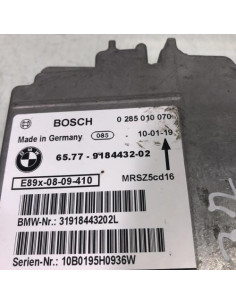 BOSCH 0 285 010 070
Made in Germany 085 10-01-19
65.77 - 9184432-02
E89x-08-09-410 MRSZ5cd16
BMW-Nr.: 31918443202L
Serien-Nr.: 10B0195H0936W